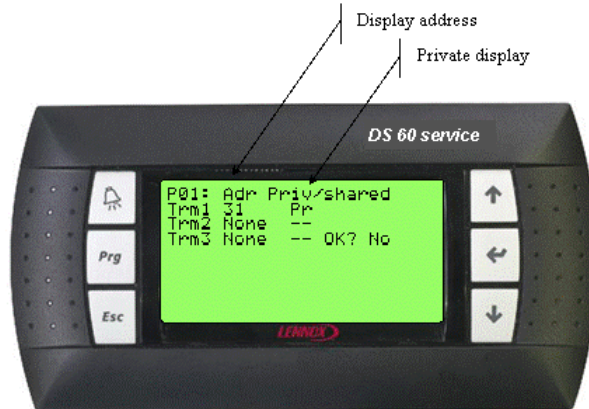 Display address
Private display
DS 60 service
P01: Adr Priv/shared
Trm1 31 Pr
Trm2 None --
Trm3 None -- OK? No
Prg
Esc
LENNOX